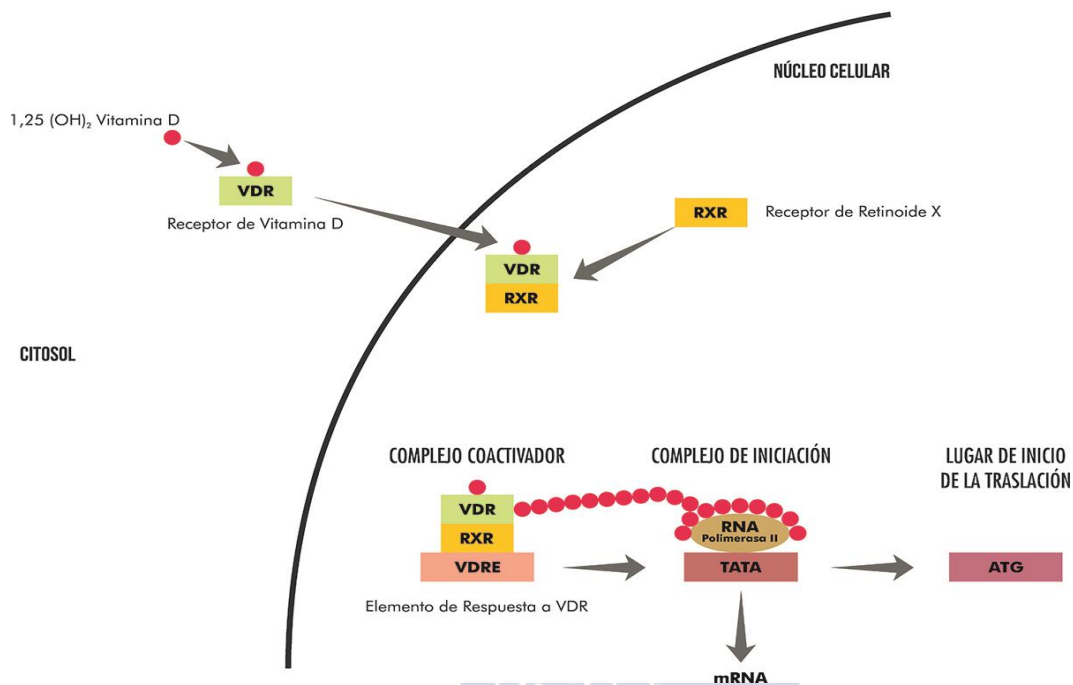 NÚCLEO CELULAR
1,25 (OH)₂ Vitamina D
VDR
Receptor de Vitamina D
RXR
Receptor de Retinoide X
VDR
RXR
CITOSOL
COMPLEJO COACTIVADOR
COMPLEJO DE INICIACIÓN
LUGAR DE INICIO
DE LA TRASLACIÓN
VDR
RXR
VDRE
RNA
Polimerasa II
TATA
ATG
Elemento de Respuesta a VDR
mRNA